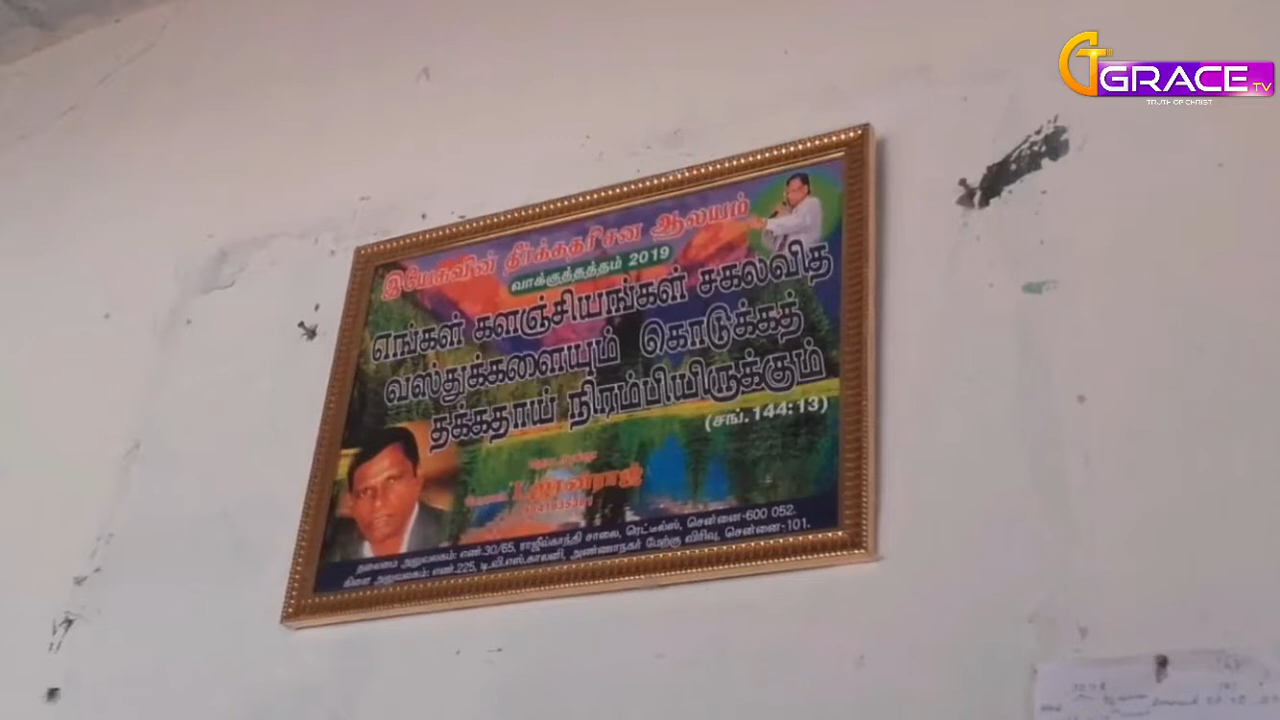 GRACE TV
TRUTH OF CHRIST
இயேசுவின் தீர்க்கதரிசன ஆலயம்
வாக்குத்தத்தம் 2019
எங்கள் களஞ்சியங்கள் சகலவித
வஸ்துக்களையும் கொடுக்கத்
தக்கதாய் நிரம்பியிருக்கும்
(சங். 144:13)
தலைமை அலுவலகம்: எண்.30/65, ராஜீவ்காந்தி சாலை, ரெட்டில்ஸ், சென்னை-600 052.
கிளை அலுவலகம்: எண்.225, டி.வி.எஸ்.காலனி, அண்ணாநகர் மேற்கு விரிவு, சென்னை-101.